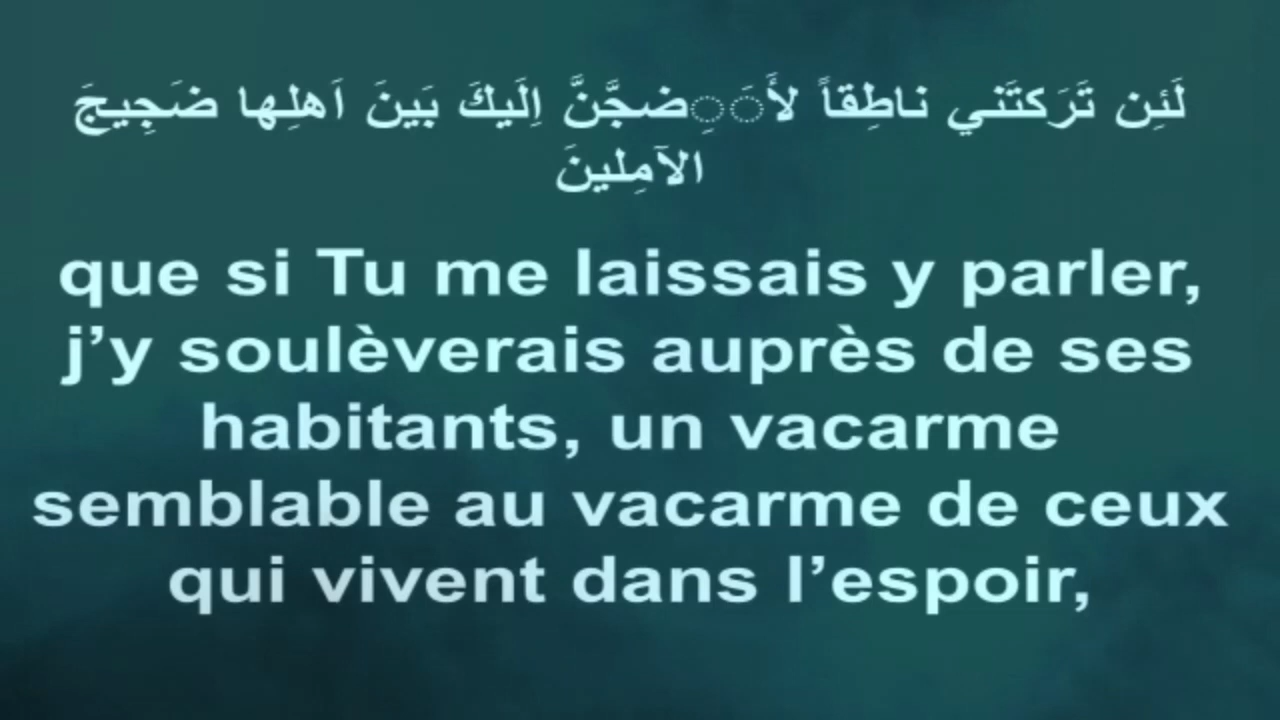 لَئِن تَرَكتَني ناطِقاً لأَ◌َ◌ِضجَّنَّ اِلَيكَ بَينَ اَهلِها ضَجِيجَ
الآمِلينَ
que si Tu me laissais y parler,
j’y soulèverais auprès de ses
habitants, un vacarme
semblable au vacarme de ceux
qui vivent dans l’espoir,